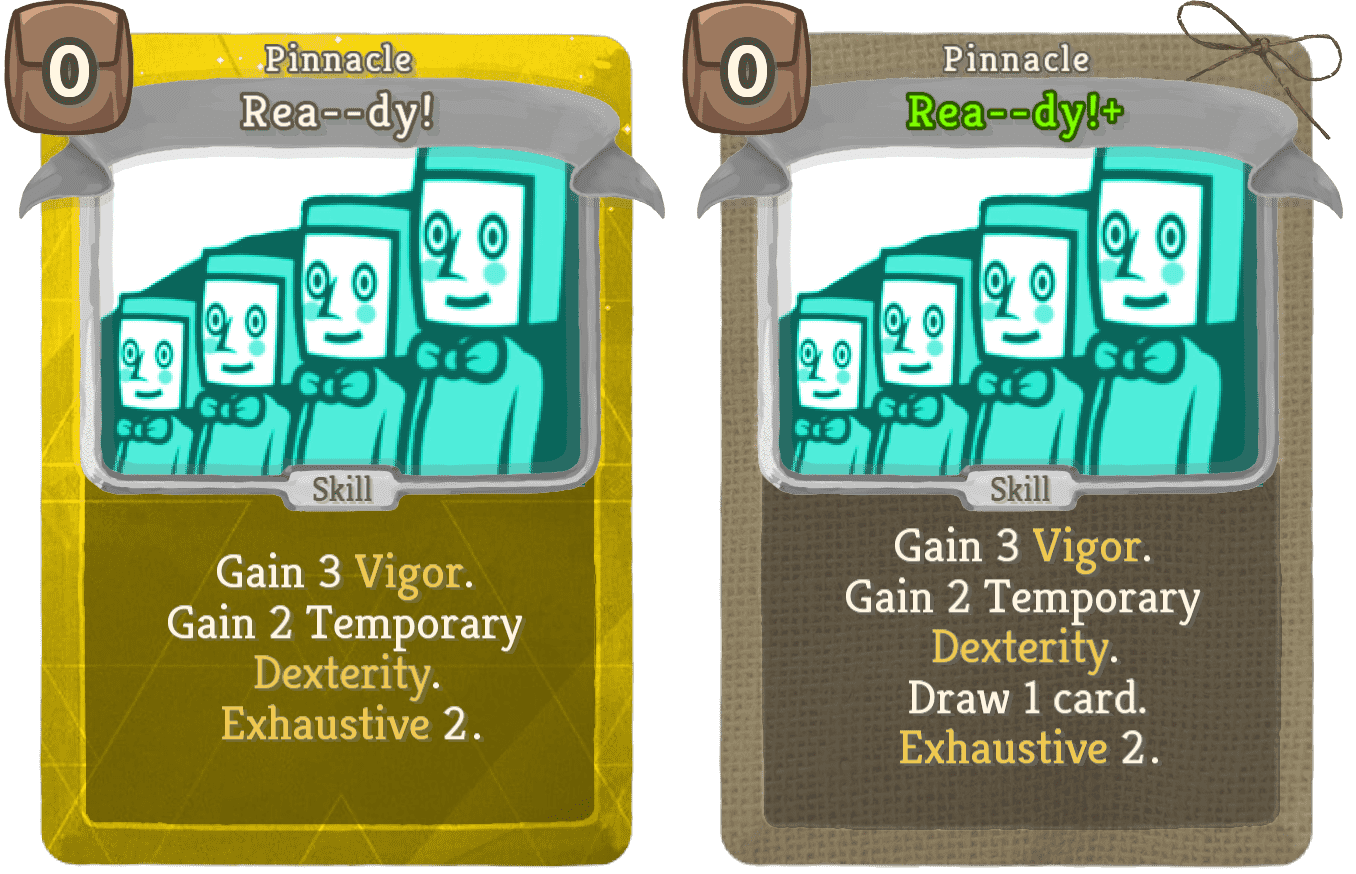 0
Pinnacle
Rea--dy!
Skill
Gain 3 Vigor.
Gain 2 Temporary
Dexterity.
Exhaustive 2.
0
Pinnacle
Rea--dy!+
Skill
Gain 3 Vigor.
Gain 2 Temporary
Dexterity.
Draw 1 card.
Exhaustive 2.